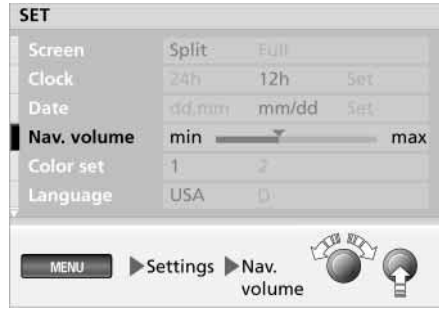 SET
Screen Split Full
Clock 24h 12h Set
Date dd.mm mm/dd Set
Nav. volume min max
Color set 1 2
Language USA D
MENU Settings Nav. volume